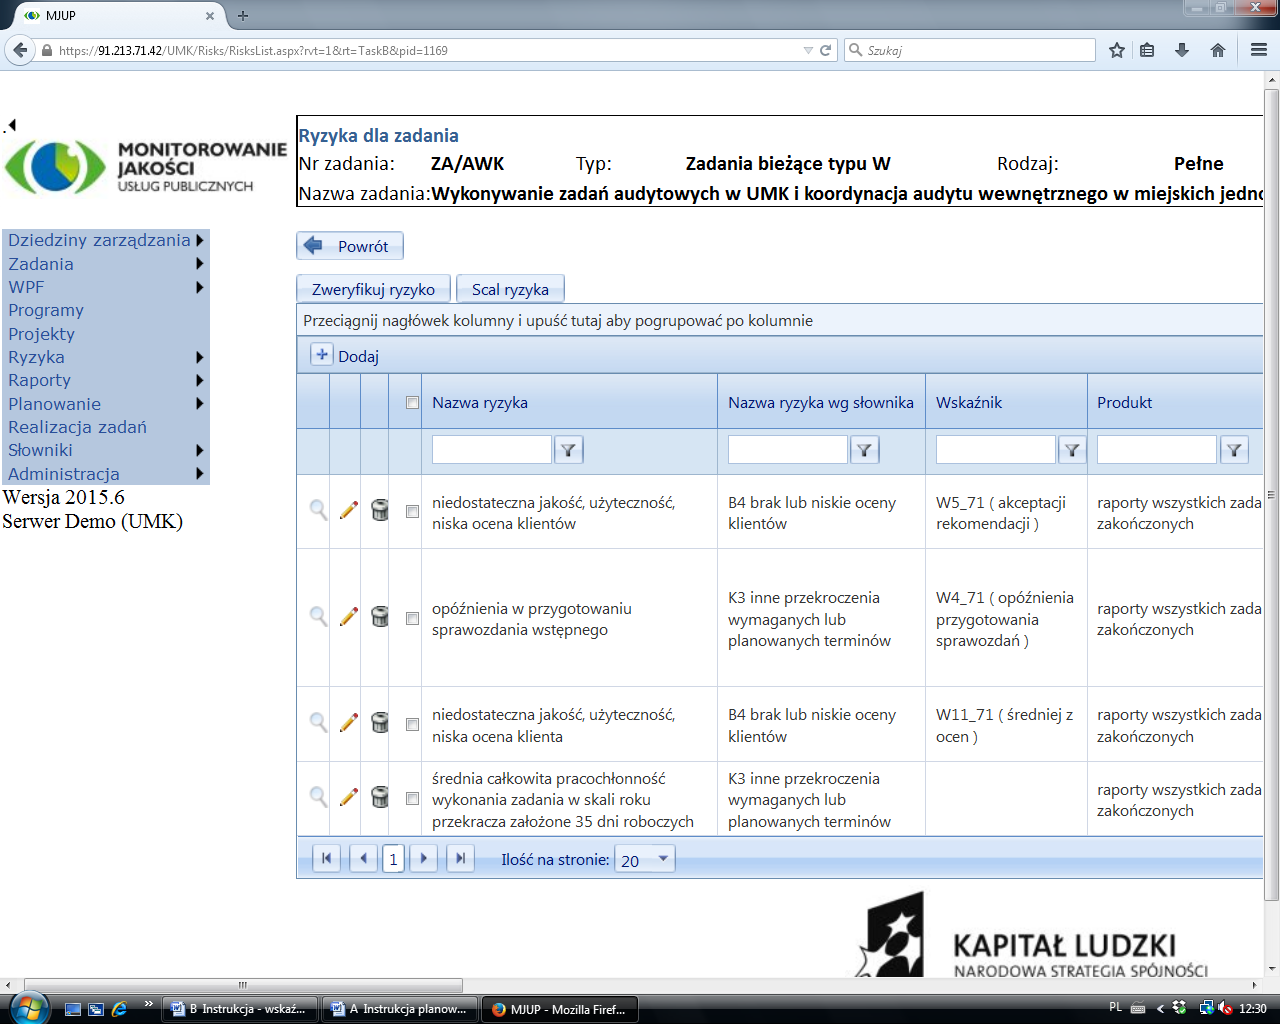 MJUP
https://91.213.71.42/UMK/Risks/RisksList.aspx?rvt=1&rt=TaskB&pid=1169
Szukaj
MONITOROWANIE
JAKOŚCI
USŁUG PUBLICZNYCH
Ryzyka dla zadania
Nr zadania: ZA/AWK Typ: Zadania bieżące typu W Rodzaj: Pełne
Nazwa zadania: Wykonywanie zadań audytowych w UMK i koordynacja audytu wewnętrznego w miejskich jedno
Dziedziny zarządzania
Zadania
WPF
Programy
Projekty
Ryzyka
Raporty
Planowanie
Realizacja zadań
Słowniki
Administracja
Wersja 2015.6
Serwer Demo (UMK)
Powrót
Zweryfikuj ryzyko Scal ryzyka
Przeciągnij nagłówek kolumny i upuść tutaj aby pogrupować po kolumnie
Dodaj
Nazwa ryzyka Nazwa ryzyka wg słownika Wskaźnik Produkt
niedostateczna jakość, użyteczność,
niska ocena klientów
B4 brak lub niskie oceny
klientów
W5_71 ( akceptacji
rekomendacji )
raporty wszystkich zada
zakończonych
opóźnienia w przygotowaniu
sprawozdania wstępnego
K3 inne przekroczenia
wymaganych lub
planowanych terminów
W4_71 ( opóźnienia
przygotowania
sprawozdań )
raporty wszystkich zada
zakończonych
niedostateczna jakość, użyteczność,
niska ocena klienta
B4 brak lub niskie oceny
klientów
W11_71 ( średniej z
ocen )
raporty wszystkich zada
zakończonych
średnia całkowita pracochłonność
wykonania zadania w skali roku
przekracza założone 35 dni roboczych
K3 inne przekroczenia
wymaganych lub
planowanych terminów
raporty wszystkich zada
zakończonych
1 Ilość na stronie: 20
KAPITAŁ LUDZKI
NARODOWA STRATEGIA SPÓJNOŚCI
B Instrukcja - wskaź... A Instrukcja planow... MJUP - Mozilla Firef... PL 12:30